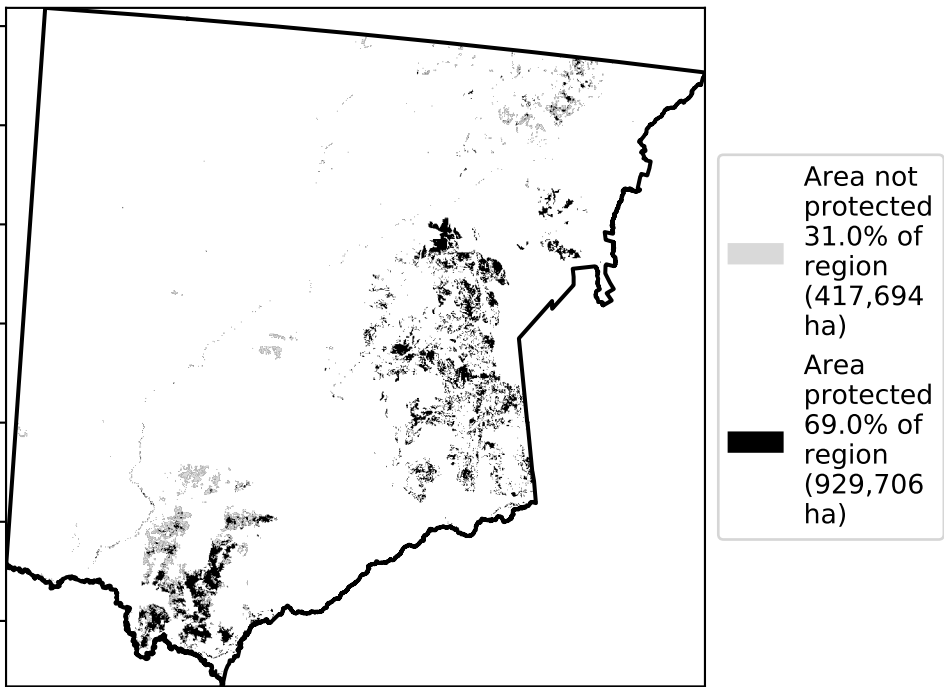 Area not
protected
31.0% of
region
(417,694
ha)
Area
protected
69.0% of
region
(929,706
ha)